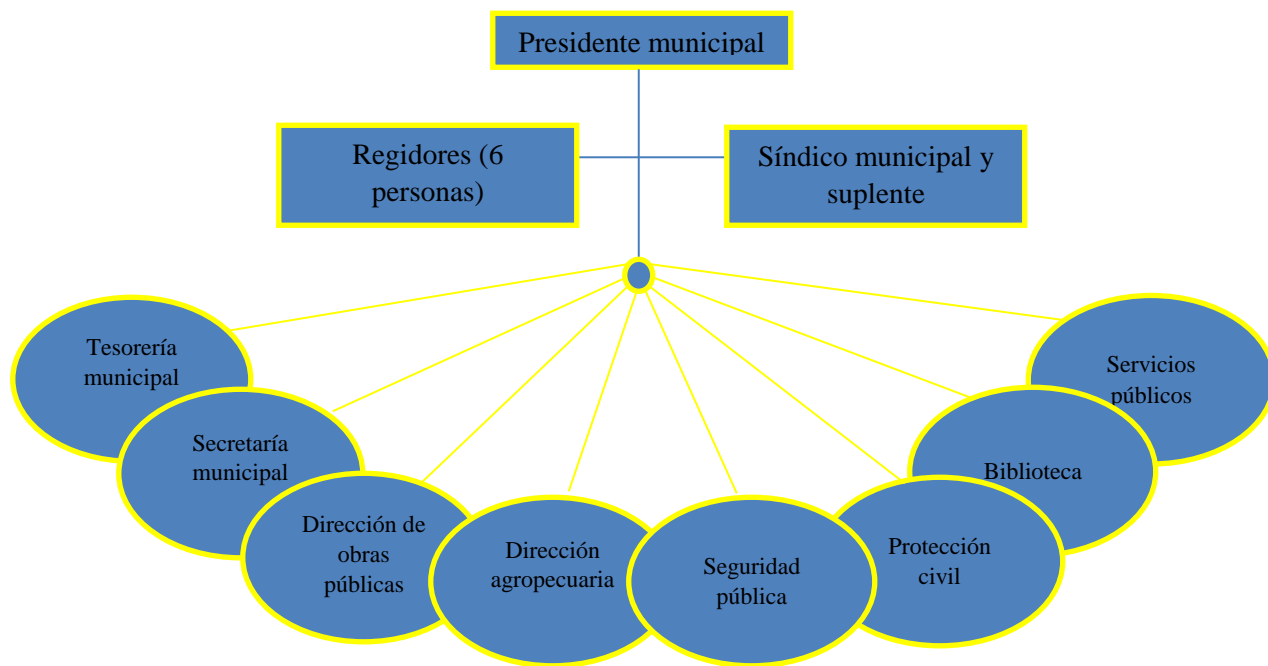 Presidente municipal
Regidores (6
personas)
Síndico municipal y
suplente
Tesorería
municipal
Secretaría
municipal
Dirección de
obras
públicas
Dirección
agropecuaria
Seguridad
pública
Protección
civil
Biblioteca
Servicios
públicos